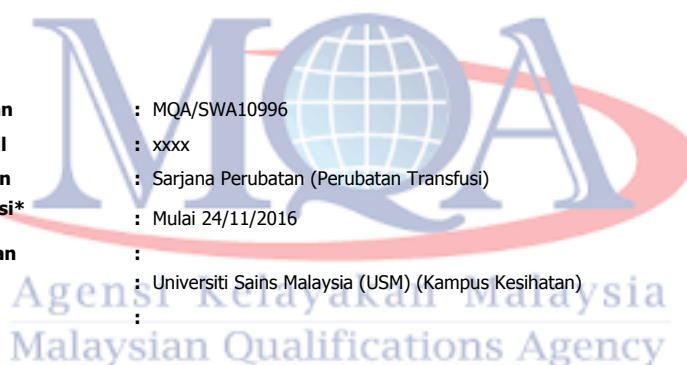 MQA
an : MQA/SWA10996
l : xxxx
n : Sarjana Perubatan (Perubatan Transfusi)
si* : Mulai 24/11/2016
an :
: Universiti Sains Malaysia (USM) (Kampus Kesihatan)
:
Agensi Kelayakan Malaysia
Malaysian Qualifications Agency